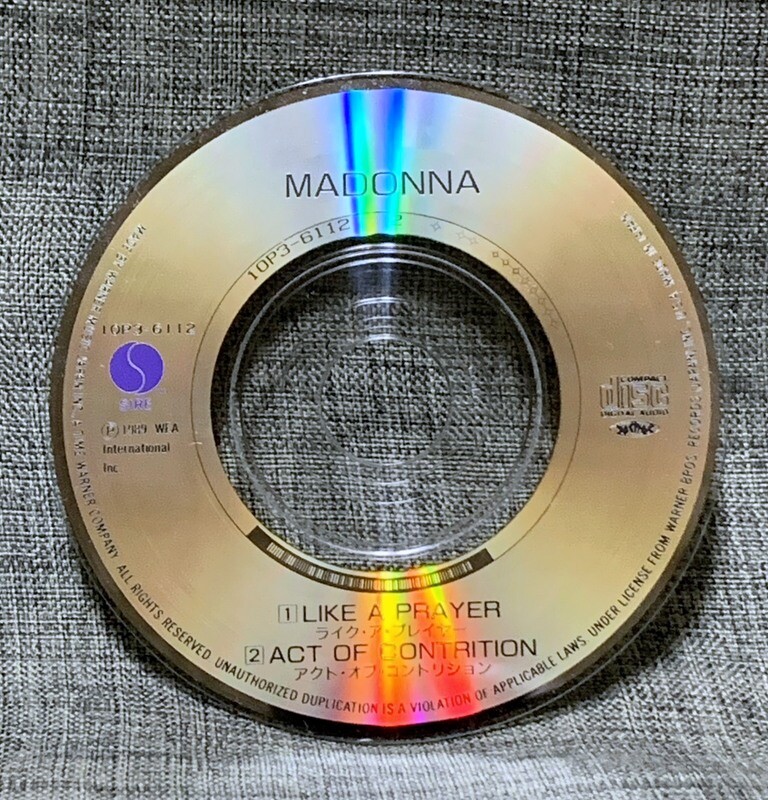 MADONNA
10P3-6112 2
10P3-6112
SIRE
Ⓟ 1989 WEA
International
Inc
COMPACT
disc
DIGITAL AUDIO
1 LIKE A PRAYER
ライク・ア・プレイヤー
2 ACT OF CONTRITION
アクト・オブ・コントリション
A TIME WARNER COMPANY. ALL RIGHTS RESERVED. UNAUTHORIZED DUPLICATION IS A VIOLATION OF APPLICABLE LAWS. UNDER LICENSE FROM WARNER BROS. RECORDS